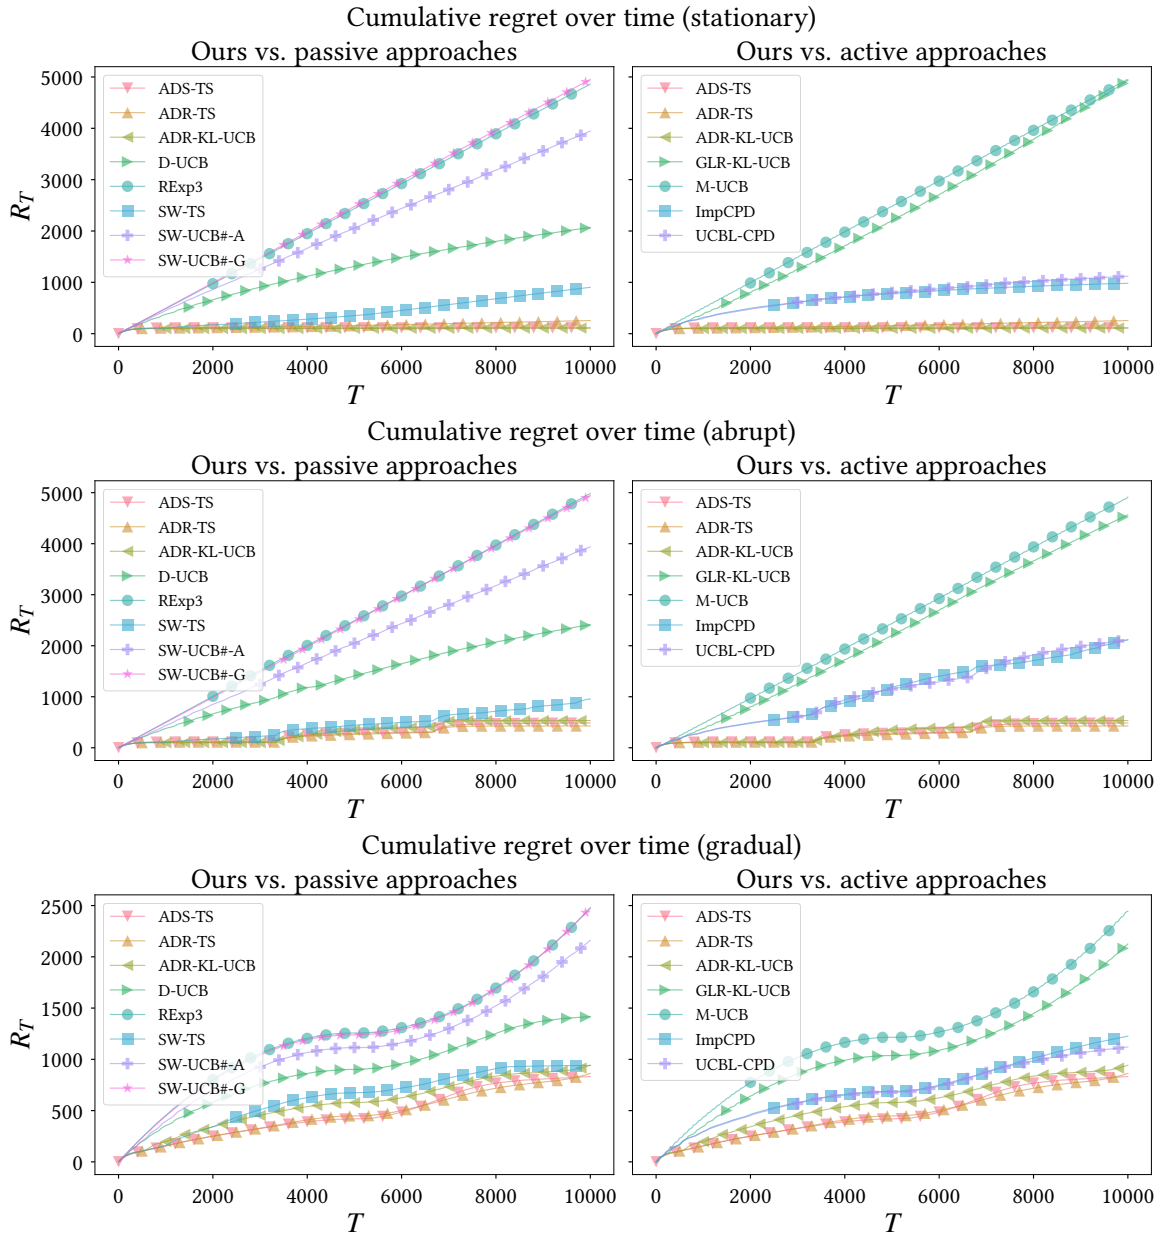 Cumulative regret over time (stationary)
Ours vs. passive approaches
R_T
5000
4000
3000
2000
1000
0
ADS-TS
ADR-TS
ADR-KL-UCB
D-UCB
RExp3
SW-TS
SW-UCB#-A
SW-UCB#-G
0 2000 4000 6000 8000 10000
T
Ours vs. active approaches
ADS-TS
ADR-TS
ADR-KL-UCB
GLR-KL-UCB
M-UCB
ImpCPD
UCBL-CPD
0 2000 4000 6000 8000 10000
T
Cumulative regret over time (abrupt)
Ours vs. passive approaches
R_T
5000
4000
3000
2000
1000
0
ADS-TS
ADR-TS
ADR-KL-UCB
D-UCB
RExp3
SW-TS
SW-UCB#-A
SW-UCB#-G
0 2000 4000 6000 8000 10000
T
Ours vs. active approaches
ADS-TS
ADR-TS
ADR-KL-UCB
GLR-KL-UCB
M-UCB
ImpCPD
UCBL-CPD
0 2000 4000 6000 8000 10000
T
Cumulative regret over time (gradual)
Ours vs. passive approaches
R_T
2500
2000
1500
1000
500
0
ADS-TS
ADR-TS
ADR-KL-UCB
D-UCB
RExp3
SW-TS
SW-UCB#-A
SW-UCB#-G
0 2000 4000 6000 8000 10000
T
Ours vs. active approaches
ADS-TS
ADR-TS
ADR-KL-UCB
GLR-KL-UCB
M-UCB
ImpCPD
UCBL-CPD
0 2000 4000 6000 8000 10000
T